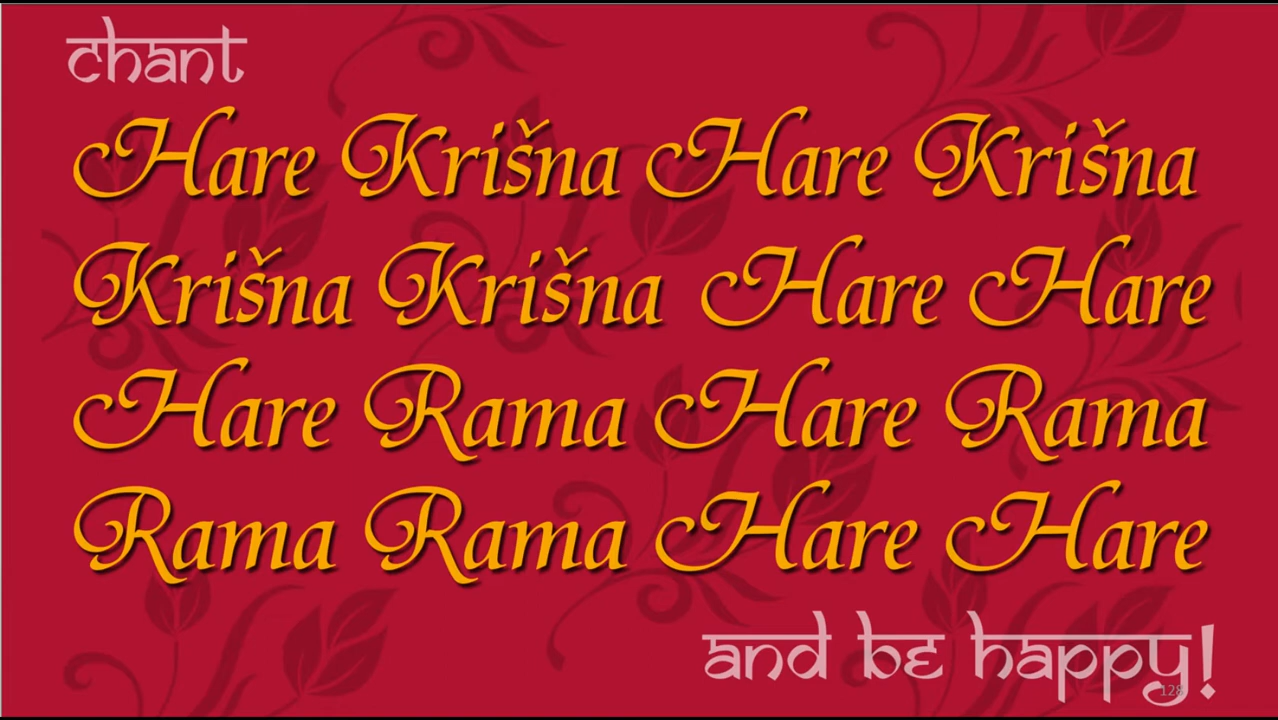 chant
Hare Krišna Hare Krišna
Krišna Krišna Hare Hare
Hare Rama Hare Rama
Rama Rama Hare Hare
and be happy!
128